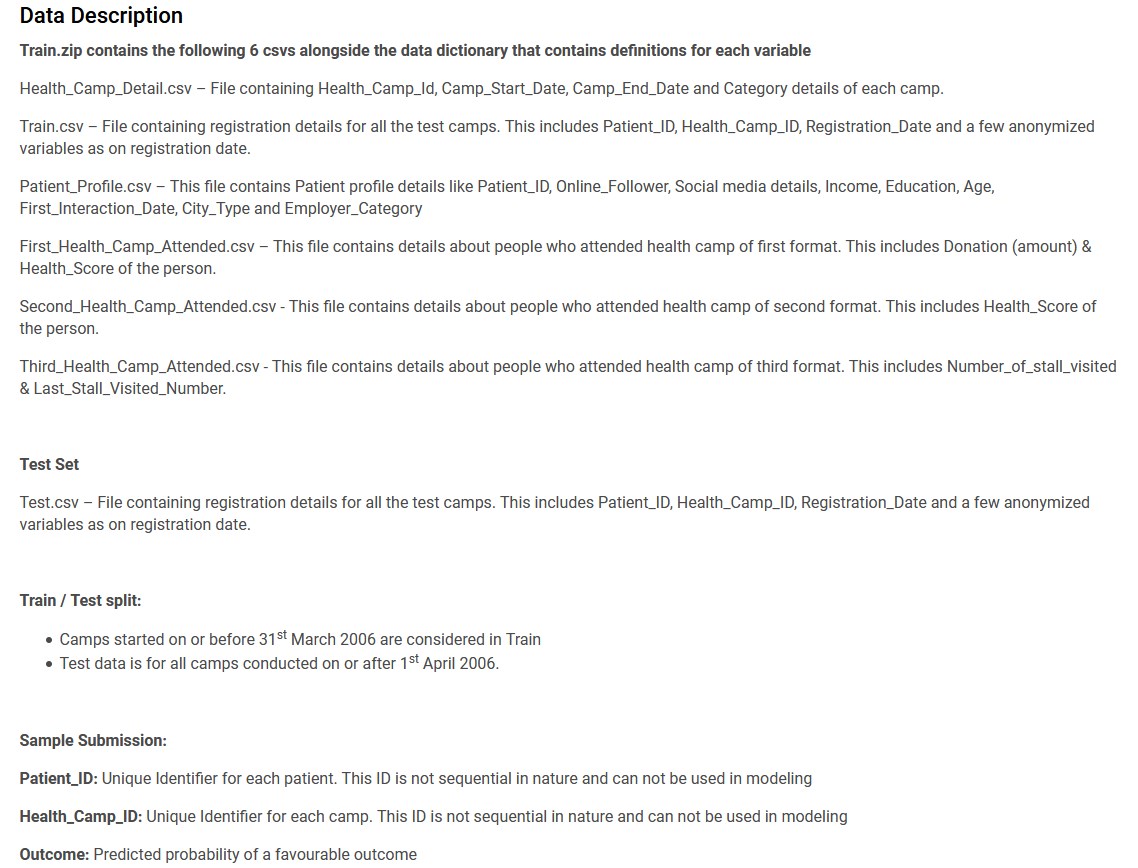 Data Description
Train.zip contains the following 6 csvs alongside the data dictionary that contains definitions for each variable
Health_Camp_Detail.csv – File containing Health_Camp_Id, Camp_Start_Date, Camp_End_Date and Category details of each camp.
Train.csv – File containing registration details for all the test camps. This includes Patient_ID, Health_Camp_ID, Registration_Date and a few anonymized
variables as on registration date.
Patient_Profile.csv – This file contains Patient profile details like Patient_ID, Online_Follower, Social media details, Income, Education, Age,
First_Interaction_Date, City_Type and Employer_Category
First_Health_Camp_Attended.csv – This file contains details about people who attended health camp of first format. This includes Donation (amount) &
Health_Score of the person.
Second_Health_Camp_Attended.csv - This file contains details about people who attended health camp of second format. This includes Health_Score of
the person.
Third_Health_Camp_Attended.csv - This file contains details about people who attended health camp of third format. This includes Number_of_stall_visited
& Last_Stall_Visited_Number.
Test Set
Test.csv – File containing registration details for all the test camps. This includes Patient_ID, Health_Camp_ID, Registration_Date and a few anonymized
variables as on registration date.
Train / Test split:
• Camps started on or before 31st March 2006 are considered in Train
• Test data is for all camps conducted on or after 1st April 2006.
Sample Submission:
Patient_ID: Unique Identifier for each patient. This ID is not sequential in nature and can not be used in modeling
Health_Camp_ID: Unique Identifier for each camp. This ID is not sequential in nature and can not be used in modeling
Outcome: Predicted probability of a favourable outcome